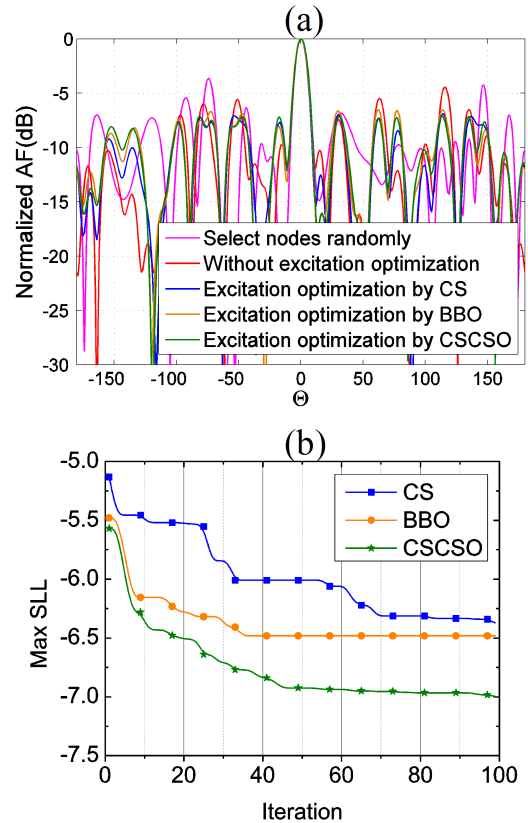 (a)
Normalized AF(dB)
0
-5
-10
-15
-20
-25
-30
Select nodes randomly
Without excitation optimization
Excitation optimization by CS
Excitation optimization by BBO
Excitation optimization by CSCSO
-150 -100 -50 0 50 100 150
Θ
(b)
Max SLL
-5.0
-5.5
-6.0
-6.5
-7.0
-7.5
CS
BBO
CSCSO
0 20 40 60 80 100
Iteration